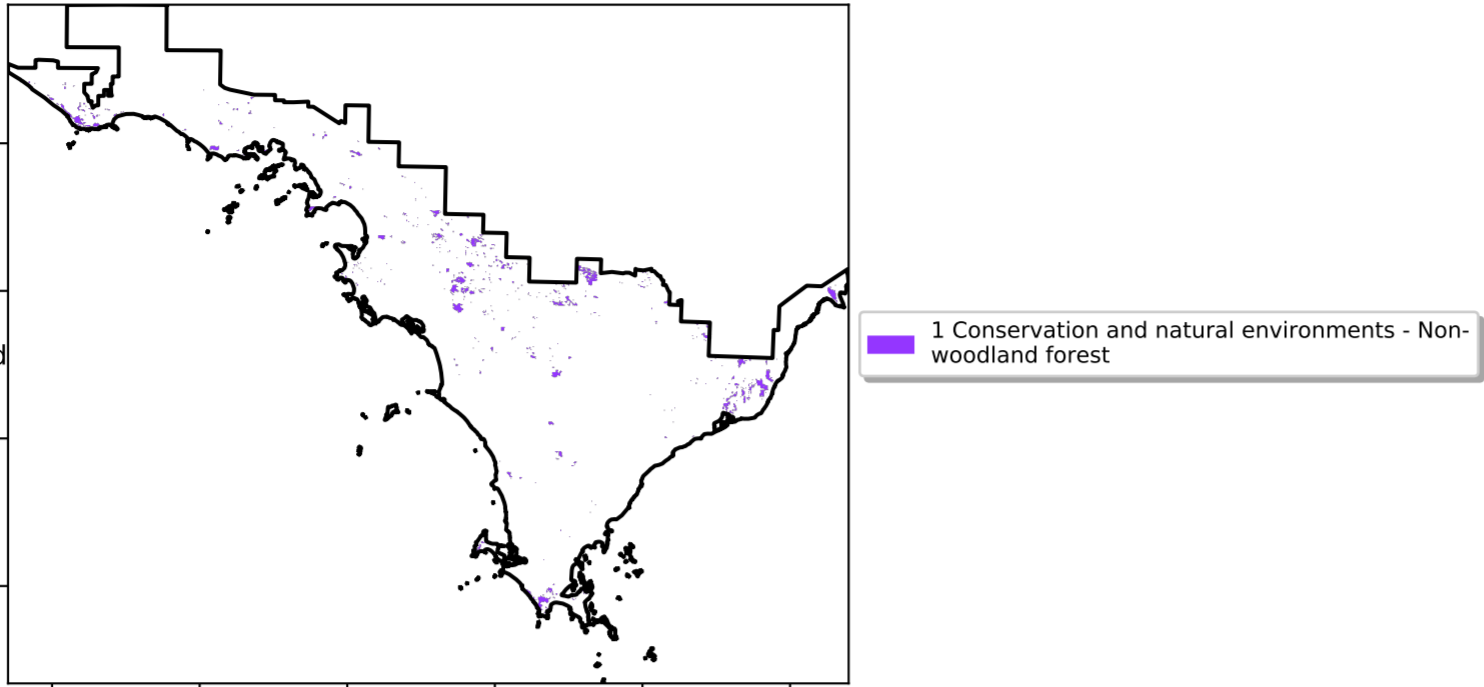 d
1 Conservation and natural environments - Non-
woodland forest